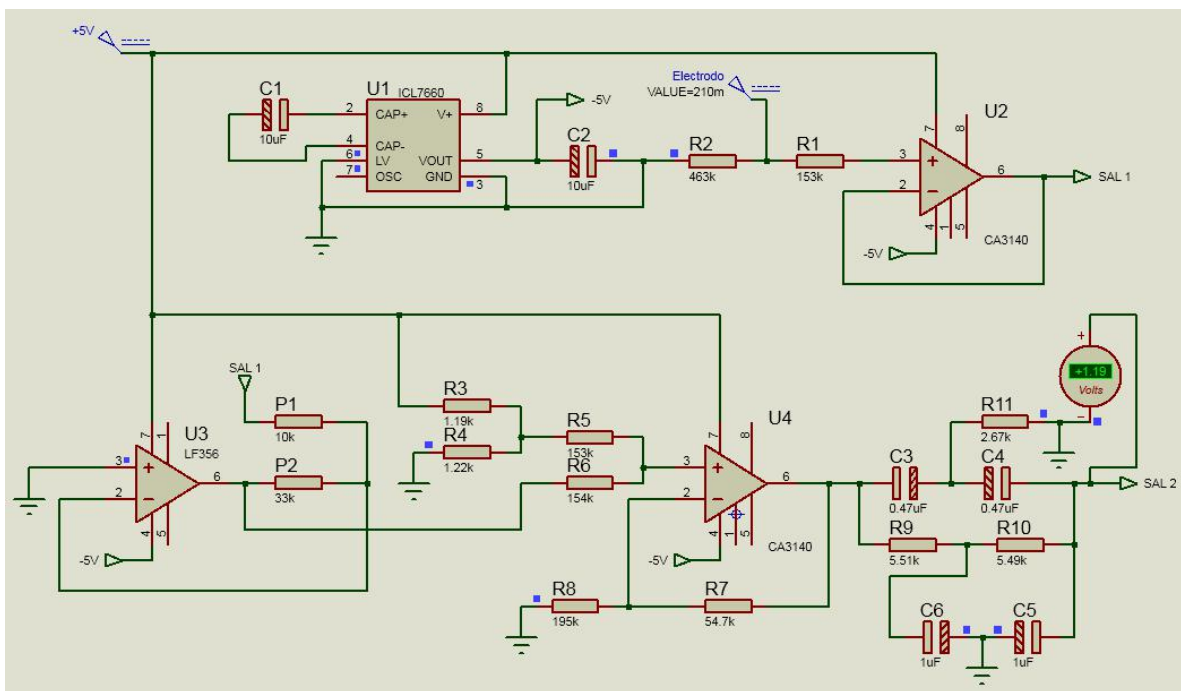 +5V
C1
10uF
U1
ICL7660
2
CAP+
V+
8
4
CAP-
6
LV
VOUT
5
7
OSC
GND
3
-5V
C2
10uF
Electrodo
VALUE=210m
R2
463k
R1
153k
U2
7
8
3
2
6
4
1
5
SAL 1
-5V
CA3140
SAL 1
P1
10k
U3
LF356
7
1
3
2
6
4
5
-5V
P2
33k
R3
1.19k
R4
1.22k
R5
153k
R6
154k
U4
7
8
3
2
6
4
1
5
-5V
CA3140
R8
195k
R7
54.7k
+
+1.19
Volts
-
R11
2.67k
C3
0.47uF
C4
0.47uF
SAL 2
R9
5.51k
R10
5.49k
C6
1uF
C5
1uF